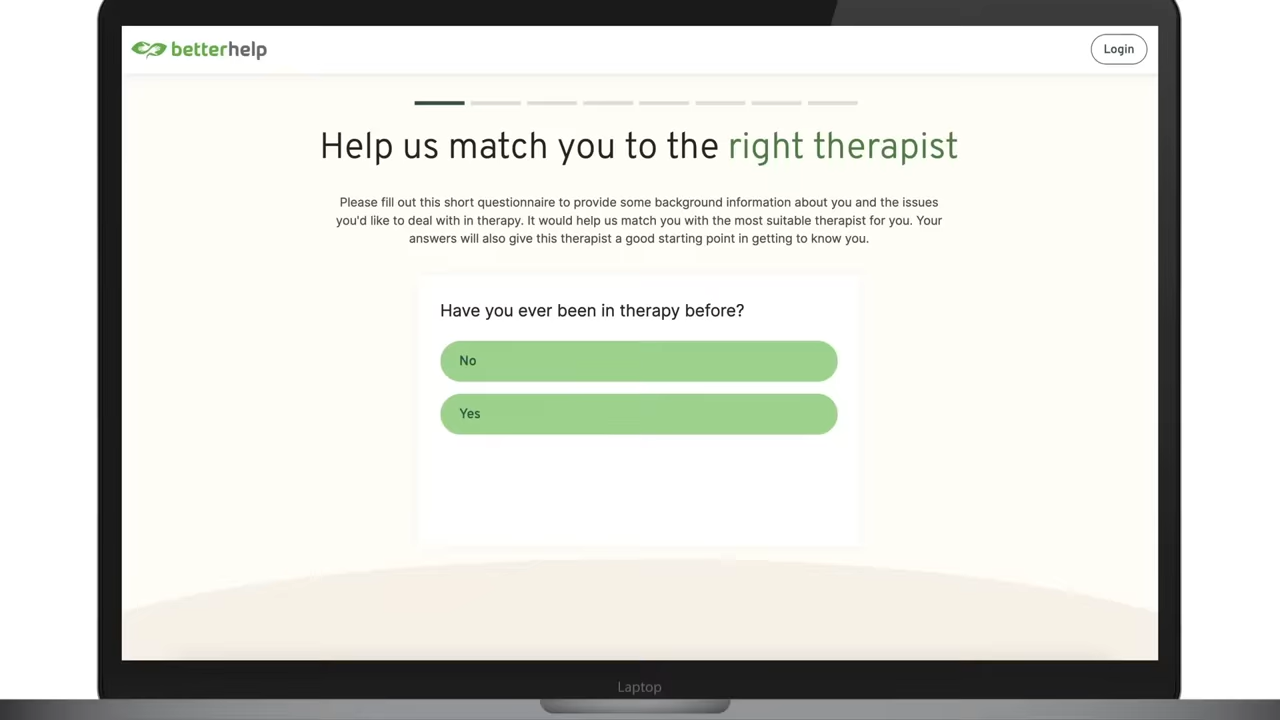 betterhelp
Login
Help us match you to the right therapist
Please fill out this short questionnaire to provide some background information about you and the issues
you'd like to deal with in therapy. It would help us match you with the most suitable therapist for you. Your
answers will also give this therapist a good starting point in getting to know you.
Have you ever been in therapy before?
No
Yes
Laptop